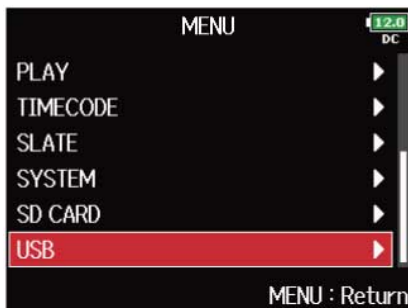 MENU
12.0
DC
PLAY
TIMECODE
SLATE
SYSTEM
SD CARD
USB
MENU : Return